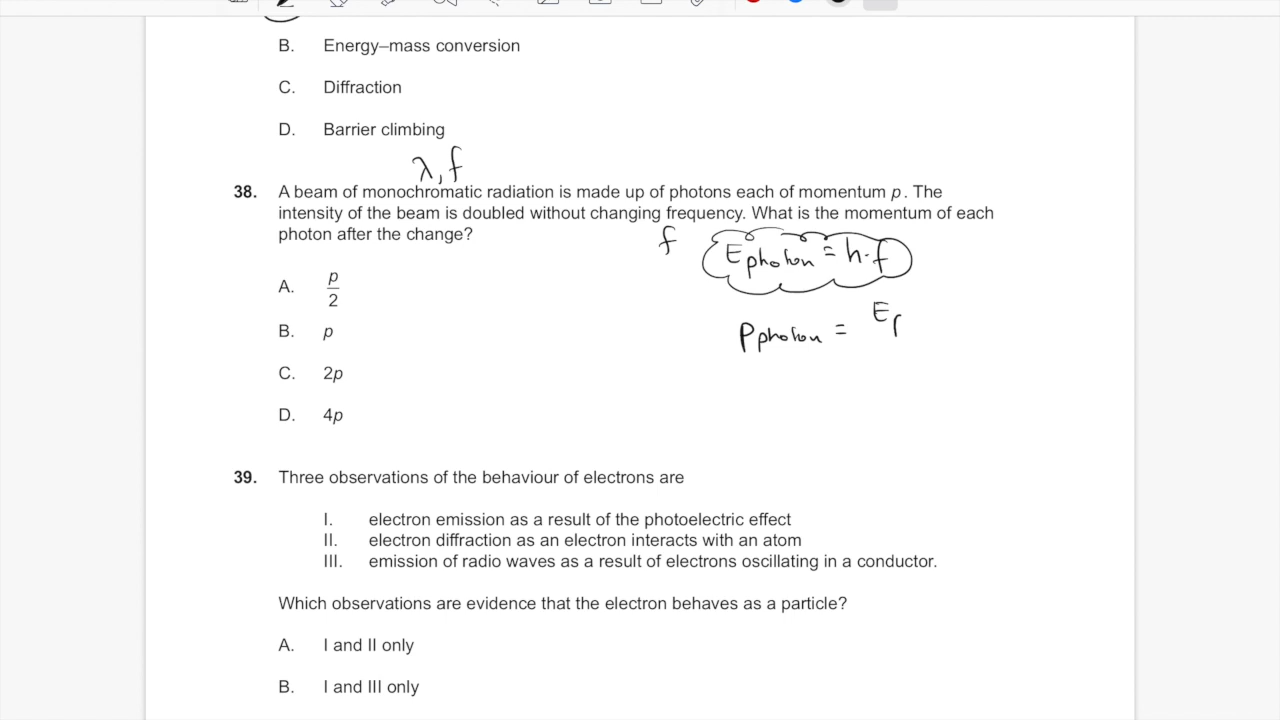 B. Energy–mass conversion
C. Diffraction
D. Barrier climbing
λ, f
38. A beam of monochromatic radiation is made up of photons each of momentum p. The
intensity of the beam is doubled without changing frequency. What is the momentum of each
photon after the change?
f
E photon = h·f
A. p/2
P photon = E
B. p
C. 2p
D. 4p
39. Three observations of the behaviour of electrons are
I. electron emission as a result of the photoelectric effect
II. electron diffraction as an electron interacts with an atom
III. emission of radio waves as a result of electrons oscillating in a conductor.
Which observations are evidence that the electron behaves as a particle?
A. I and II only
B. I and III only